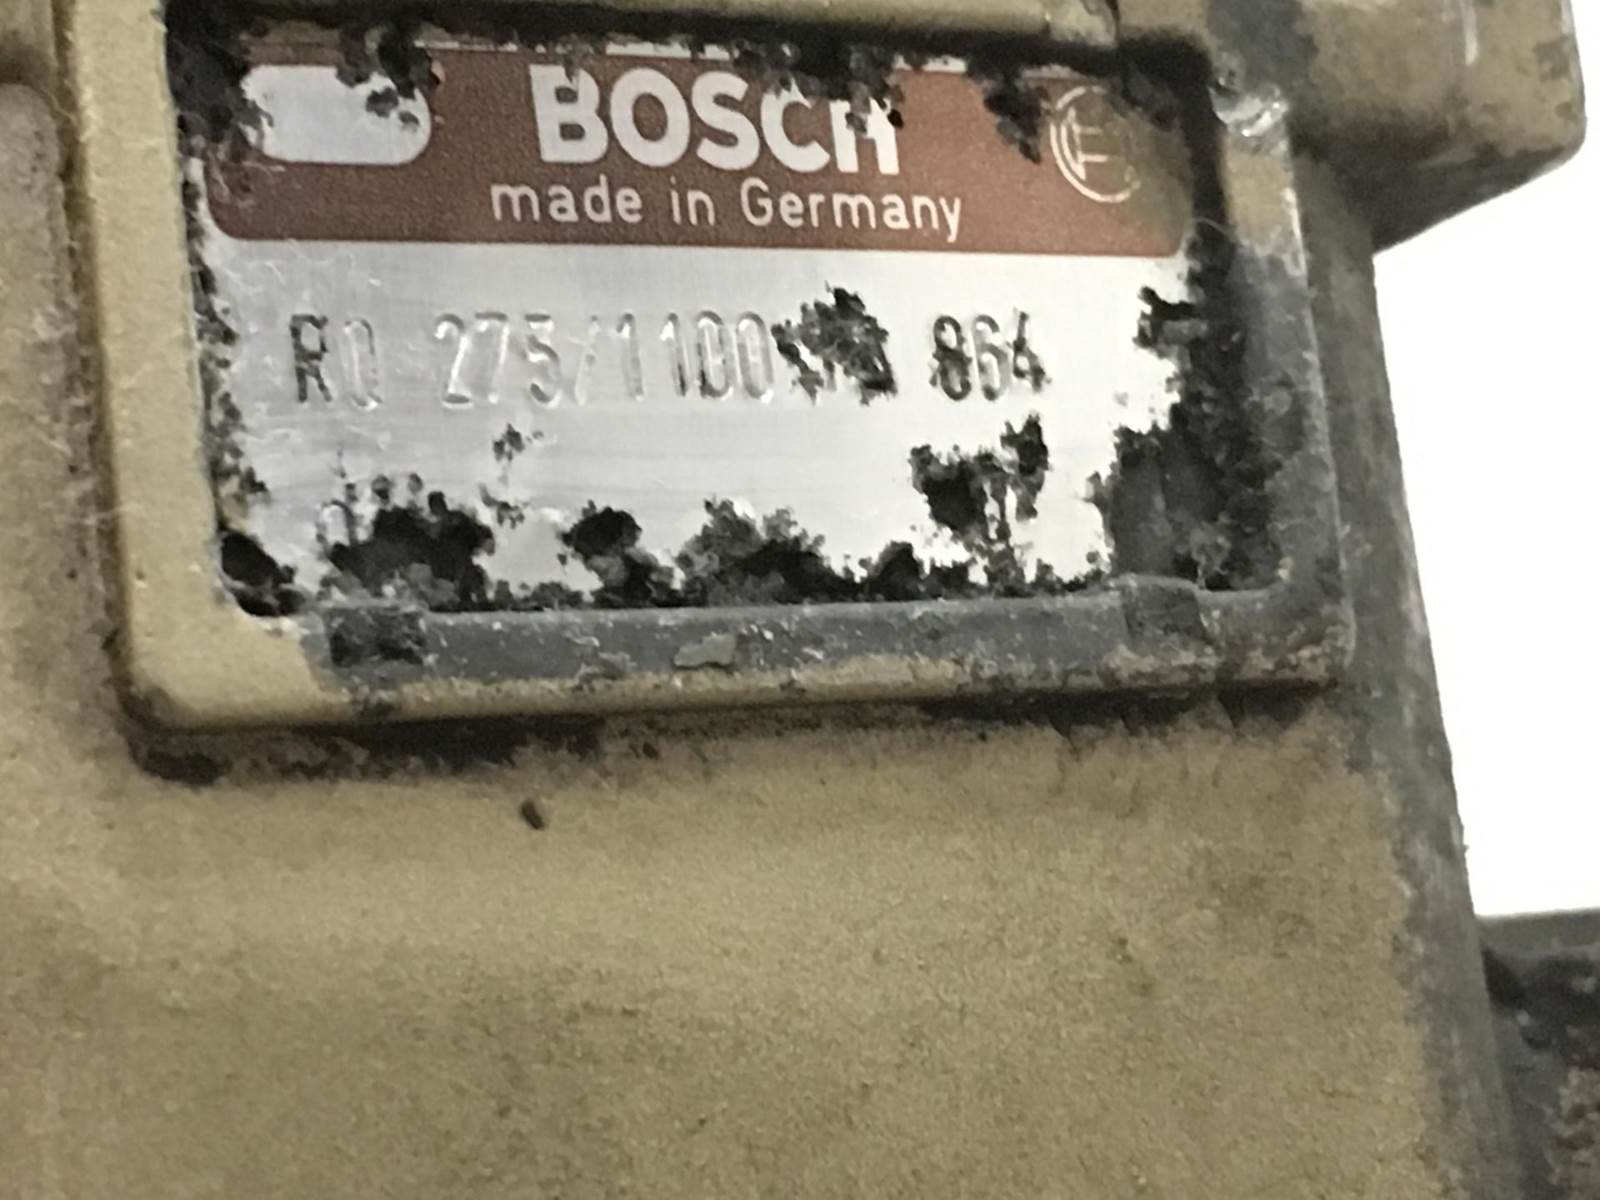 BOSCH
made in Germany
RQ 275/1100 864